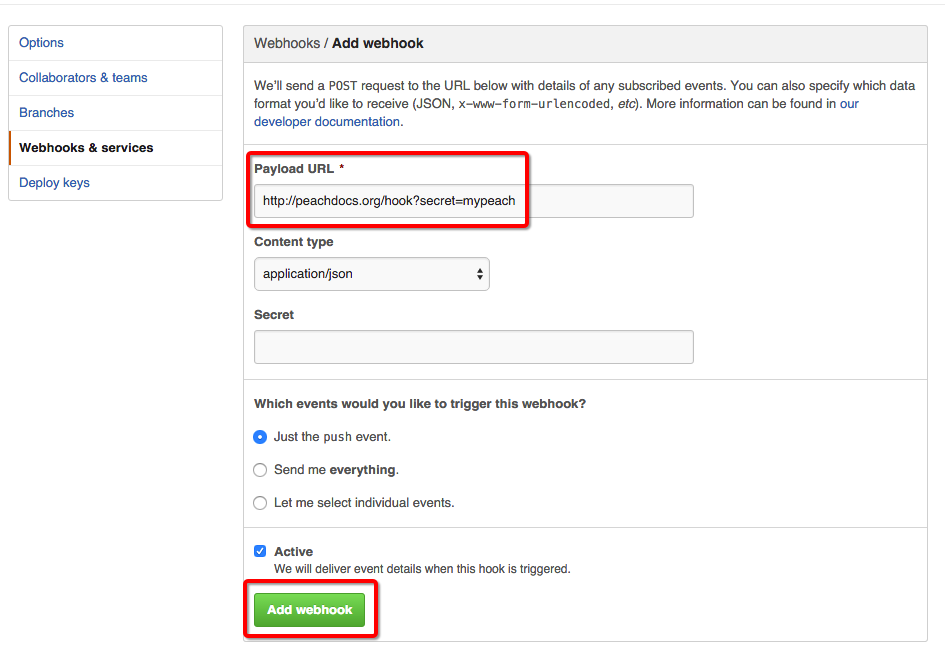 Options
Collaborators & teams
Branches
Webhooks & services
Deploy keys
Webhooks / Add webhook
We’ll send a POST request to the URL below with details of any subscribed events. You can also specify which data
format you’d like to receive (JSON, x-www-form-urlencoded, etc). More information can be found in our
developer documentation.
Payload URL *
http://peachdocs.org/hook?secret=mypeach
Content type
application/json
Secret
Which events would you like to trigger this webhook?
Just the push event.
Send me everything.
Let me select individual events.
Active
We will deliver event details when this hook is triggered.
Add webhook